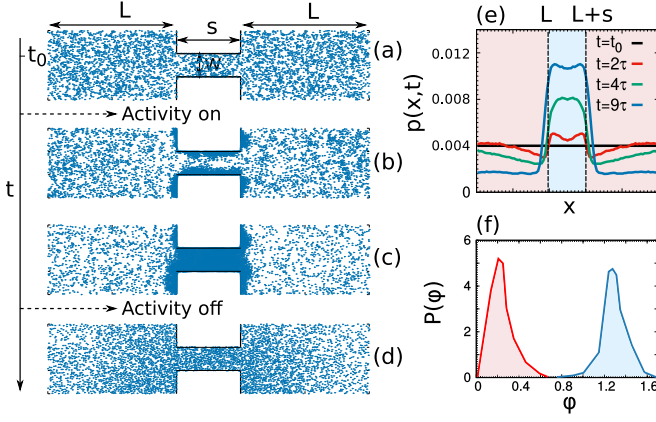 L
s
L
t₀
w
(a)
Activity on
(b)
t
(c)
Activity off
(d)
(e)
L
L+s
t=t₀
t=2τ
t=4τ
t=9τ
0.012
0.008
0.004
0
p(x,t)
x
(f)
6
4
2
0
P(φ)
0
0.4
0.8
1.2
1.6
φ